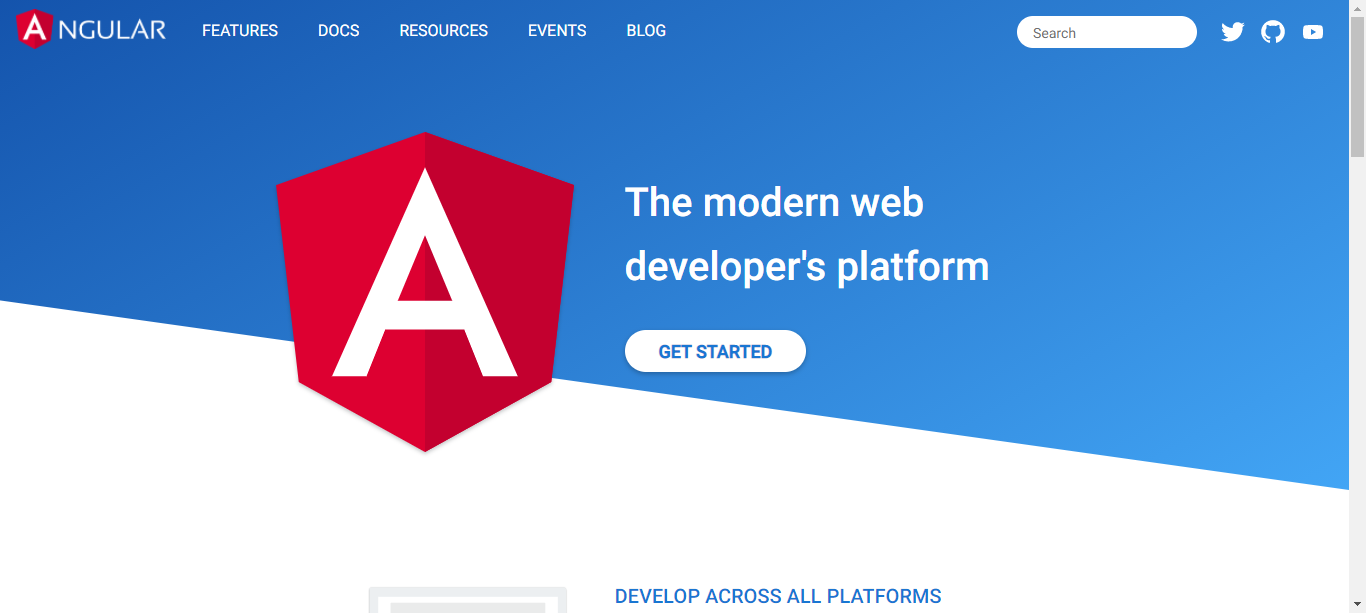 ANGULAR
FEATURES
DOCS
RESOURCES
EVENTS
BLOG
Search
A
The modern web
developer's platform
GET STARTED
DEVELOP ACROSS ALL PLATFORMS